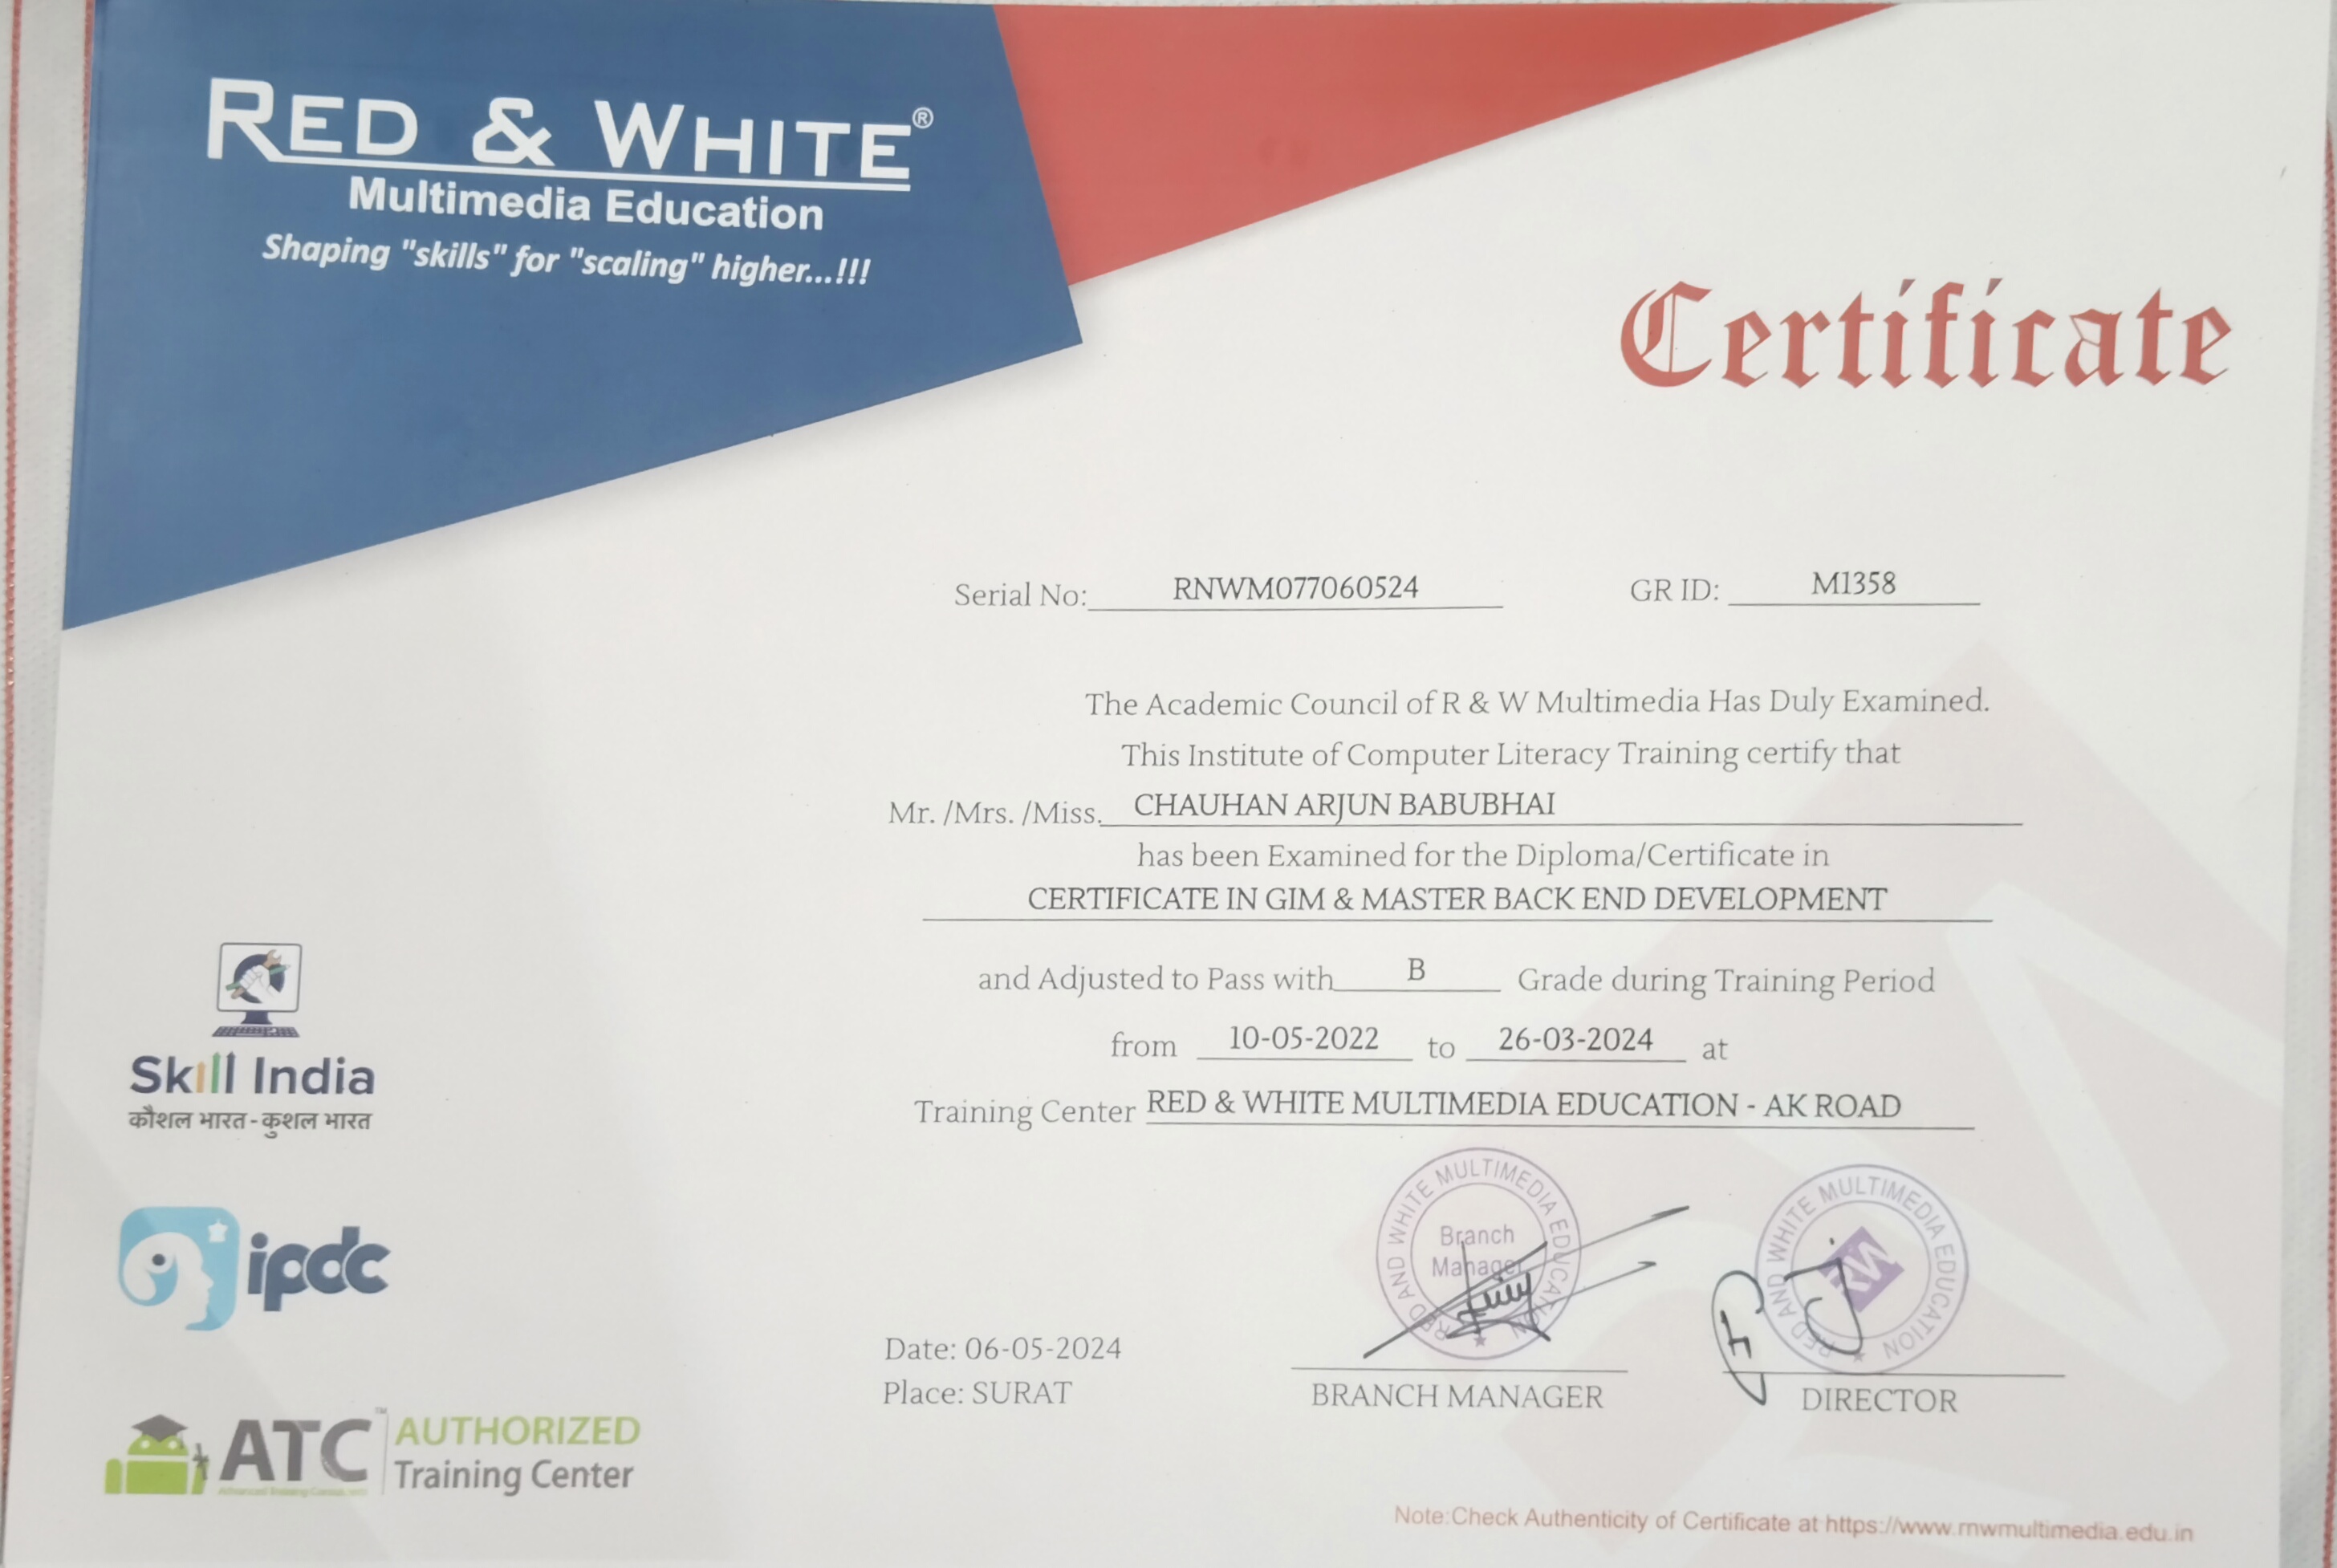 RED & WHITE®
Multimedia Education
Shaping "skills" for "scaling" higher...!!!
Certificate
Serial No: RNWM077060524 GR ID: M1358
The Academic Council of R & W Multimedia Has Duly Examined.
This Institute of Computer Literacy Training certify that
Mr. /Mrs. /Miss. CHAUHAN ARJUN BABUBHAI
has been Examined for the Diploma/Certificate in
CERTIFICATE IN GIM & MASTER BACK END DEVELOPMENT
and Adjusted to Pass with B Grade during Training Period
from 10-05-2022 to 26-03-2024 at
Training Center RED & WHITE MULTIMEDIA EDUCATION - AK ROAD
Skill India
कौशल भारत - कुशल भारत
ipdc
ATC™ AUTHORIZED
Training Center
RED AND WHITE MULTIMEDIA EDUCATION
Branch
Manager
RED AND WHITE MULTIMEDIA EDUCATION
RW
Date: 06-05-2024
Place: SURAT
BRANCH MANAGER
DIRECTOR
Note:Check Authenticity of Certificate at https://www.rnwmultimedia.edu.in